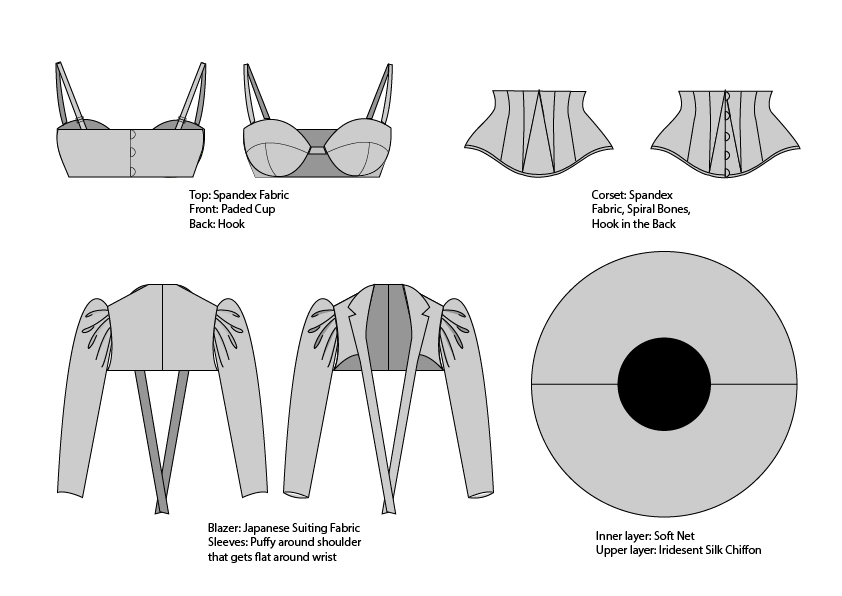 Top: Spandex Fabric
Front: Paded Cup
Back: Hook
Corset: Spandex
Fabric, Spiral Bones,
Hook in the Back
Blazer: Japanese Suiting Fabric
Sleeves: Puffy around shoulder
that gets flat around wrist
Inner layer: Soft Net
Upper layer: Iridesent Silk Chiffon